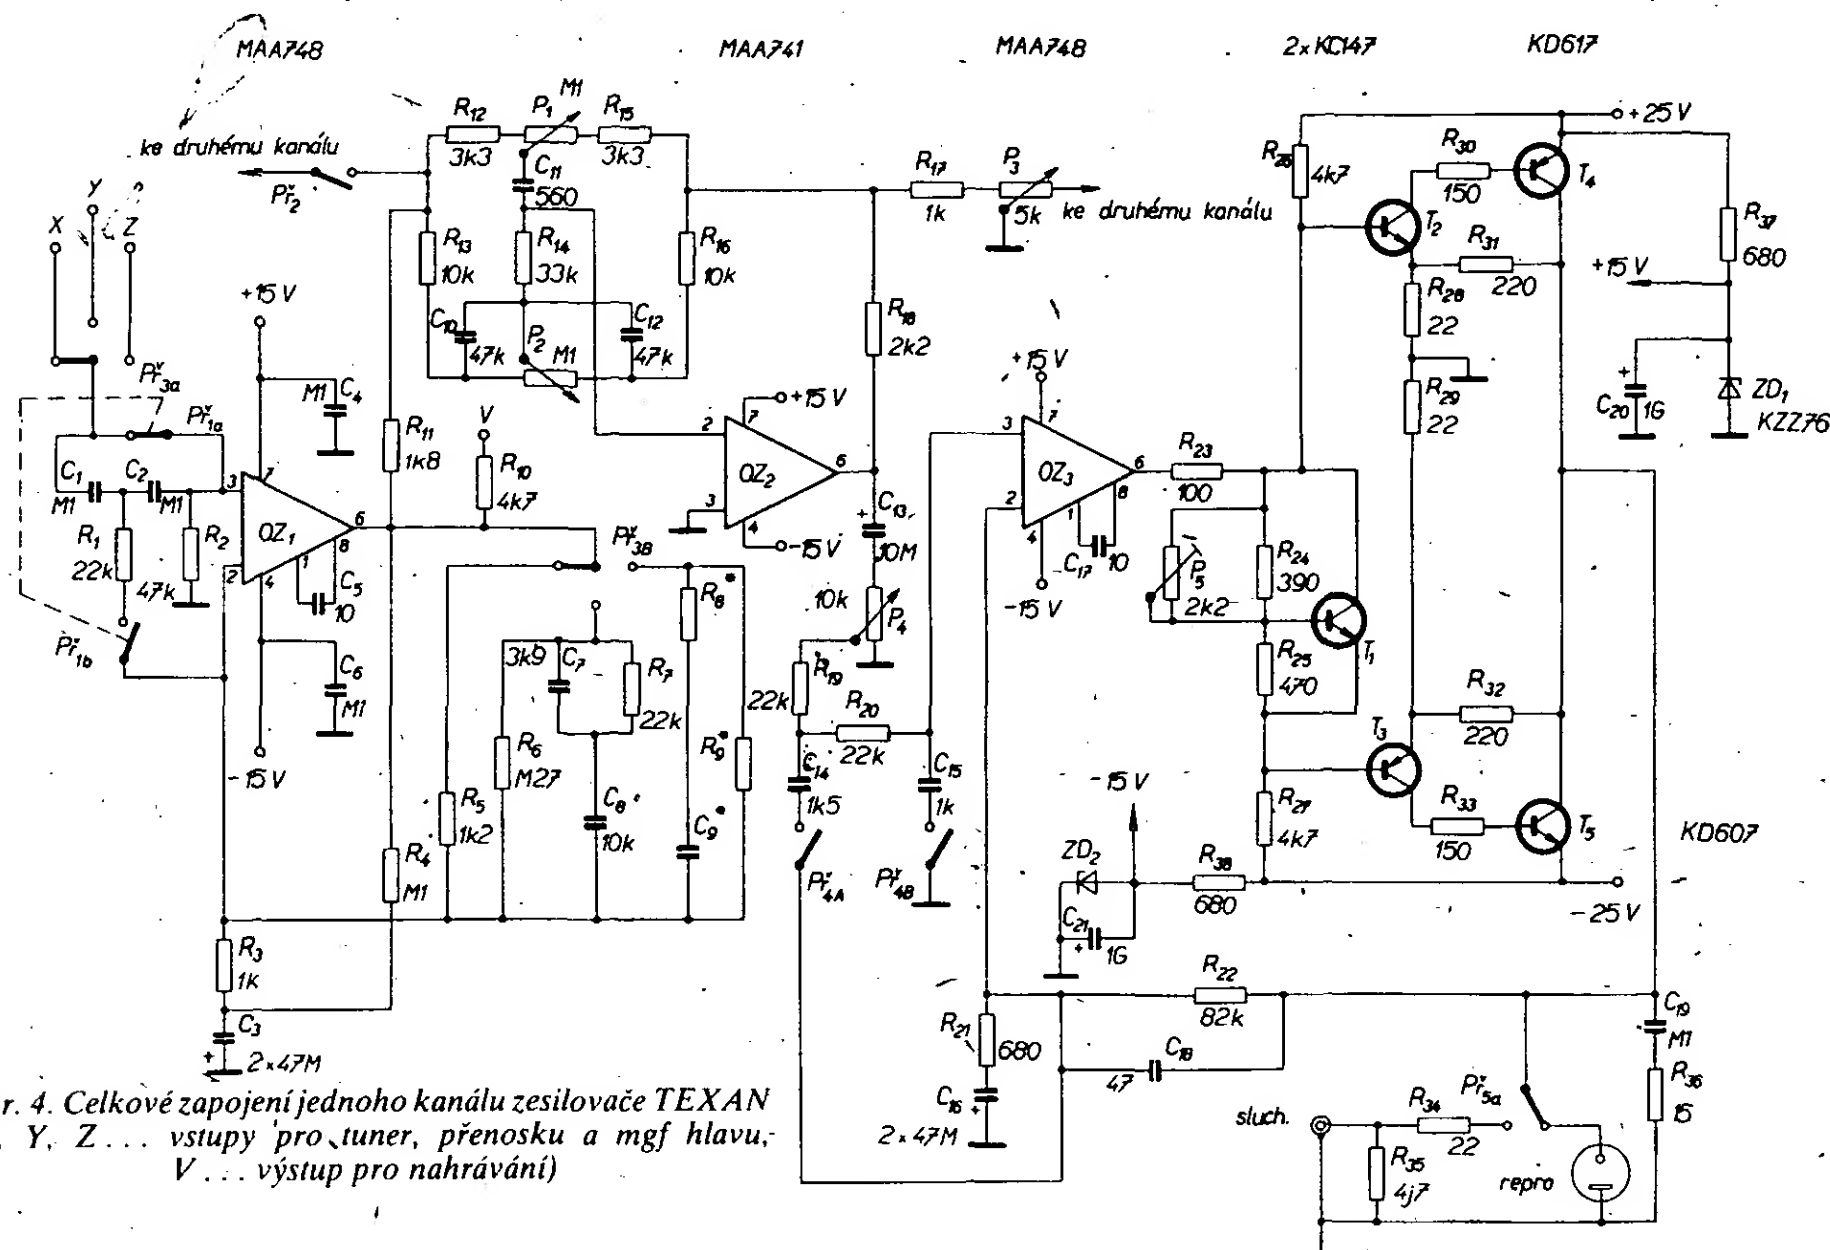 MAA748 MAA741 MAA748 2xKC147 KD617
ke druhému kanálu
Př2
X Y Z
Př3a
Př1a
C1 M1
C2 M1
R1 22k
R2 47k
Př1b
+15 V
C4 M1
OZ1
3 2 7 4 6 1 8
C5 10
C6 M1
-15 V
R3 1k
C3 2×47M
R4 M1
R11 1k8
V
R10 4k7
R12 3k3
P1 M1
R15 3k3
C11 560
R13 10k
R14 33k
R16 10k
C10 47k
P2 M1
C12 47k
Př3B
R5 1k2
R6 M27
3k9 C7
R7 22k
C8 10k
R8*
C9*
R9*
+15 V
OZ2
2 3 7 4 6
-15 V
R17 1k
P3 5k
ke druhému kanálu
R18 2k2
C13 10M
10k P4
R19 22k
R20 22k
C14 1k5
C15 1k
Př4A
Př4B
+15 V
OZ3
3 2 7 4 6 1 8
-15 V
C17 10
R23 100
P5 2k2
R24 390
R25 470
T1
4k7
R27 4k7
T2
T3
R28 22
R29 22
R30 150
R31 220
R32 220
R33 150
T4
T5
KD607
+25 V
-25 V
R37 680
+15 V
C20 1G
ZD1
KZZ76
-15 V
ZD2
R38 680
C21 1G
R21 680
C16 2×47M
R22 82k
C18 47
C19 M1
R36 15
Př5a
R34 22
R35 4j7
sluch.
repro
r. 4. Celkové zapojení jednoho kanálu zesilovače TEXAN
Y, Z ... vstupy pro tuner, přenosku a mgf hlavu,
V ... výstup pro nahrávání)